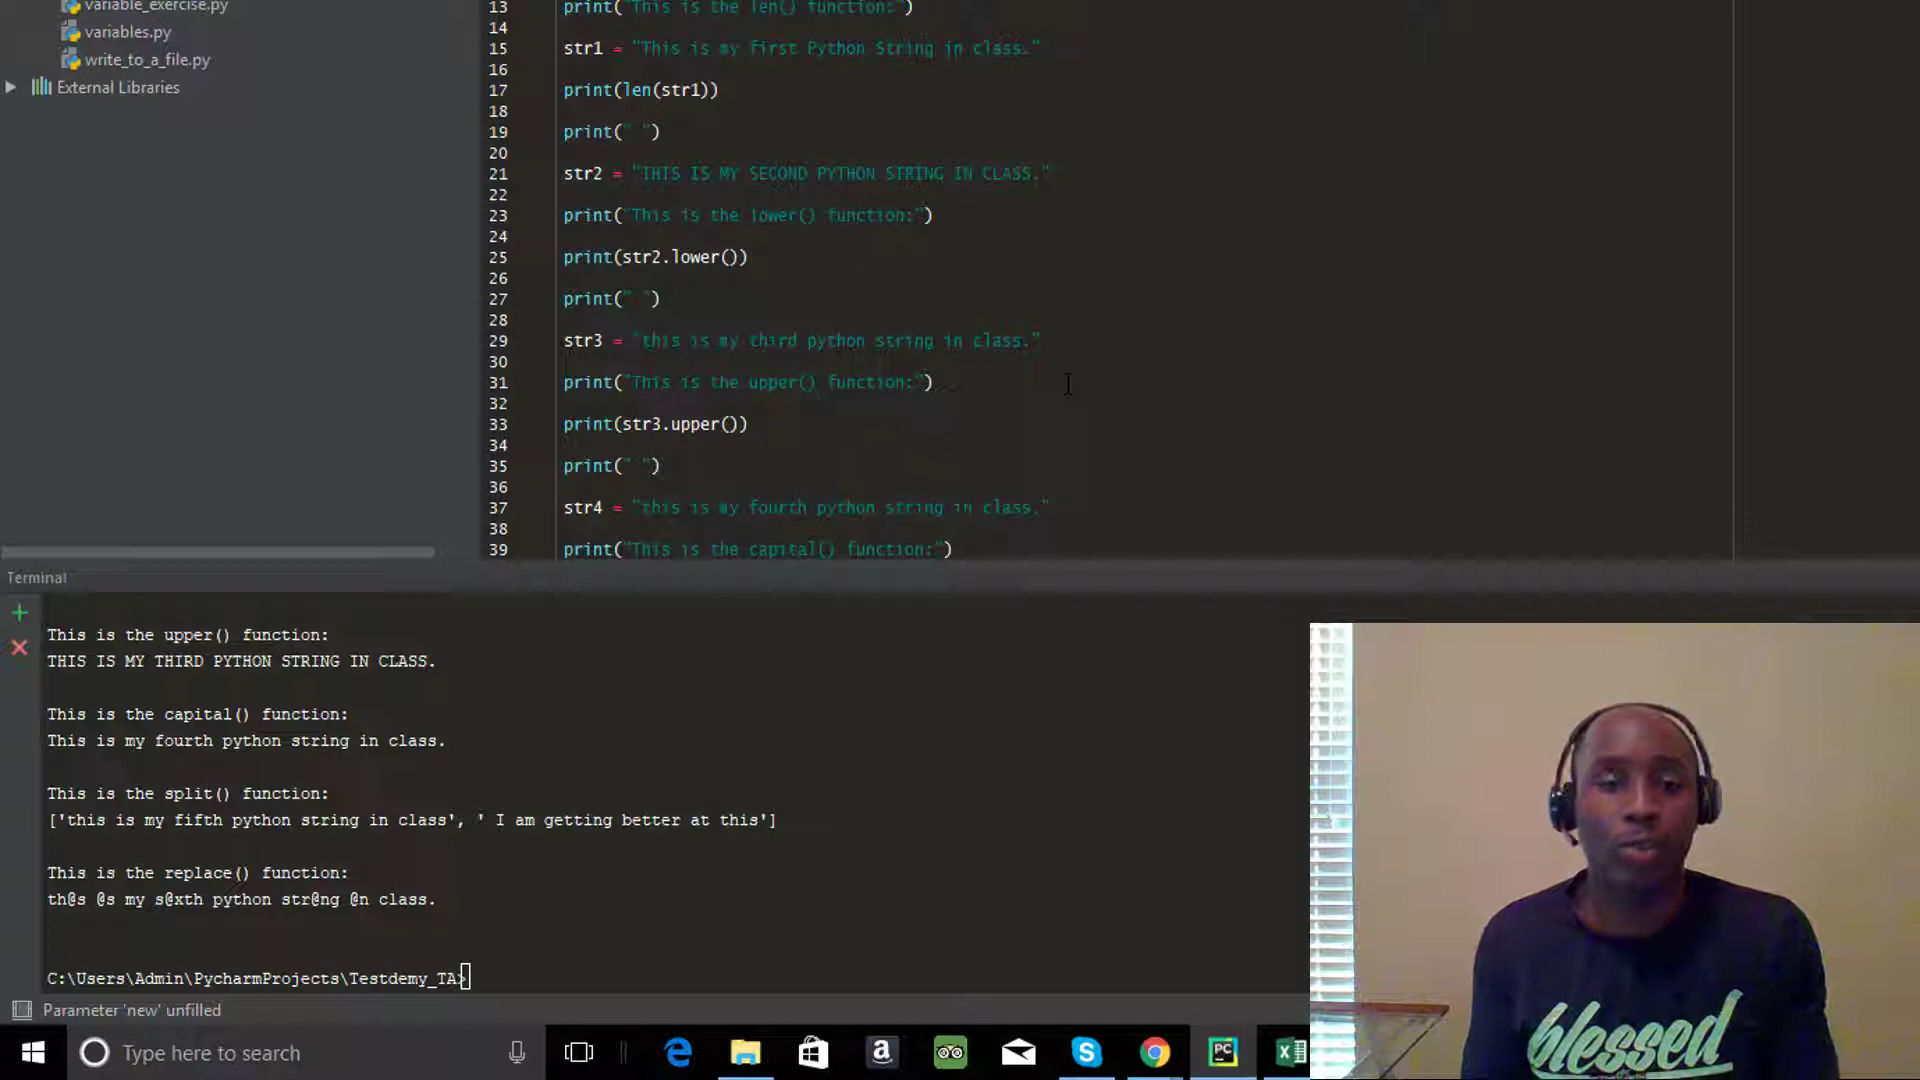 variable_exercise.py
variables.py
write_to_a_file.py
External Libraries
13 print("This is the len() function:")
14
15 str1 = "This is my first Python String in class."
16
17 print(len(str1))
18
19 print(" ")
20
21 str2 = "THIS IS MY SECOND PYTHON STRING IN CLASS."
22
23 print("This is the lower() function:")
24
25 print(str2.lower())
26
27 print(" ")
28
29 str3 = "this is my third python string in class."
30
31 print("This is the upper() function:")
32
33 print(str3.upper())
34
35 print(" ")
36
37 str4 = "this is my fourth python string in class."
38
39 print("This is the capital() function:")
Terminal
This is the upper() function:
THIS IS MY THIRD PYTHON STRING IN CLASS.
This is the capital() function:
This is my fourth python string in class.
This is the split() function:
['this is my fifth python string in class', ' I am getting better at this']
This is the replace() function:
th@s @s my s@xth python str@ng @n class.
C:\Users\Admin\PycharmProjects\Testdemy_TA>
Parameter 'new' unfilled
Type here to search
blessed